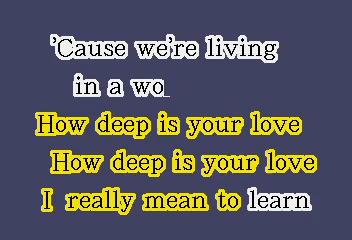 'Cause we're living
in a wo
How deep is your love
How deep is your love
I really mean to learn